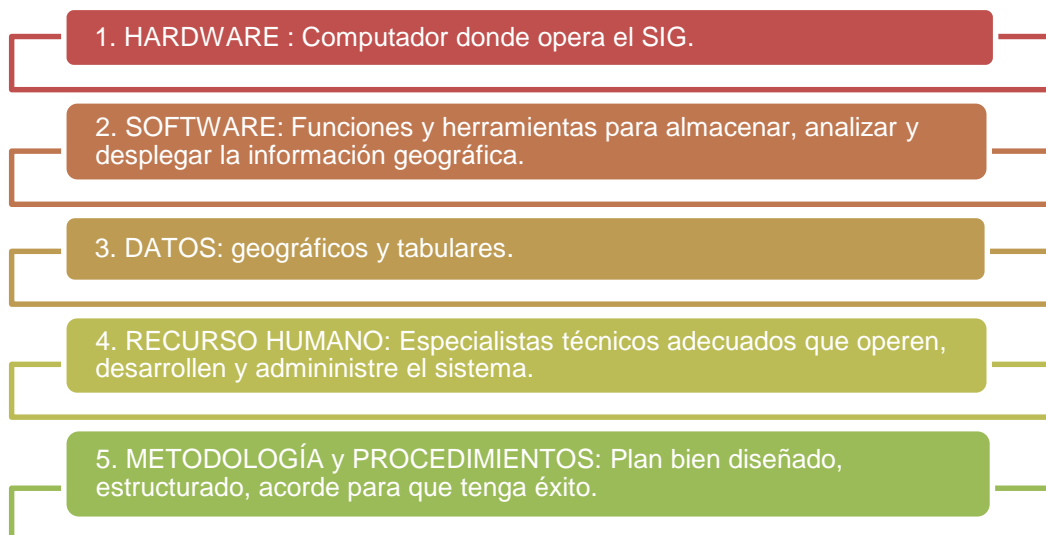 1. HARDWARE : Computador donde opera el SIG.
2. SOFTWARE: Funciones y herramientas para almacenar, analizar y
desplegar la información geográfica.
3. DATOS: geográficos y tabulares.
4. RECURSO HUMANO: Especialistas técnicos adecuados que operen,
desarrollen y admininistre el sistema.
5. METODOLOGÍA y PROCEDIMIENTOS: Plan bien diseñado,
estructurado, acorde para que tenga éxito.